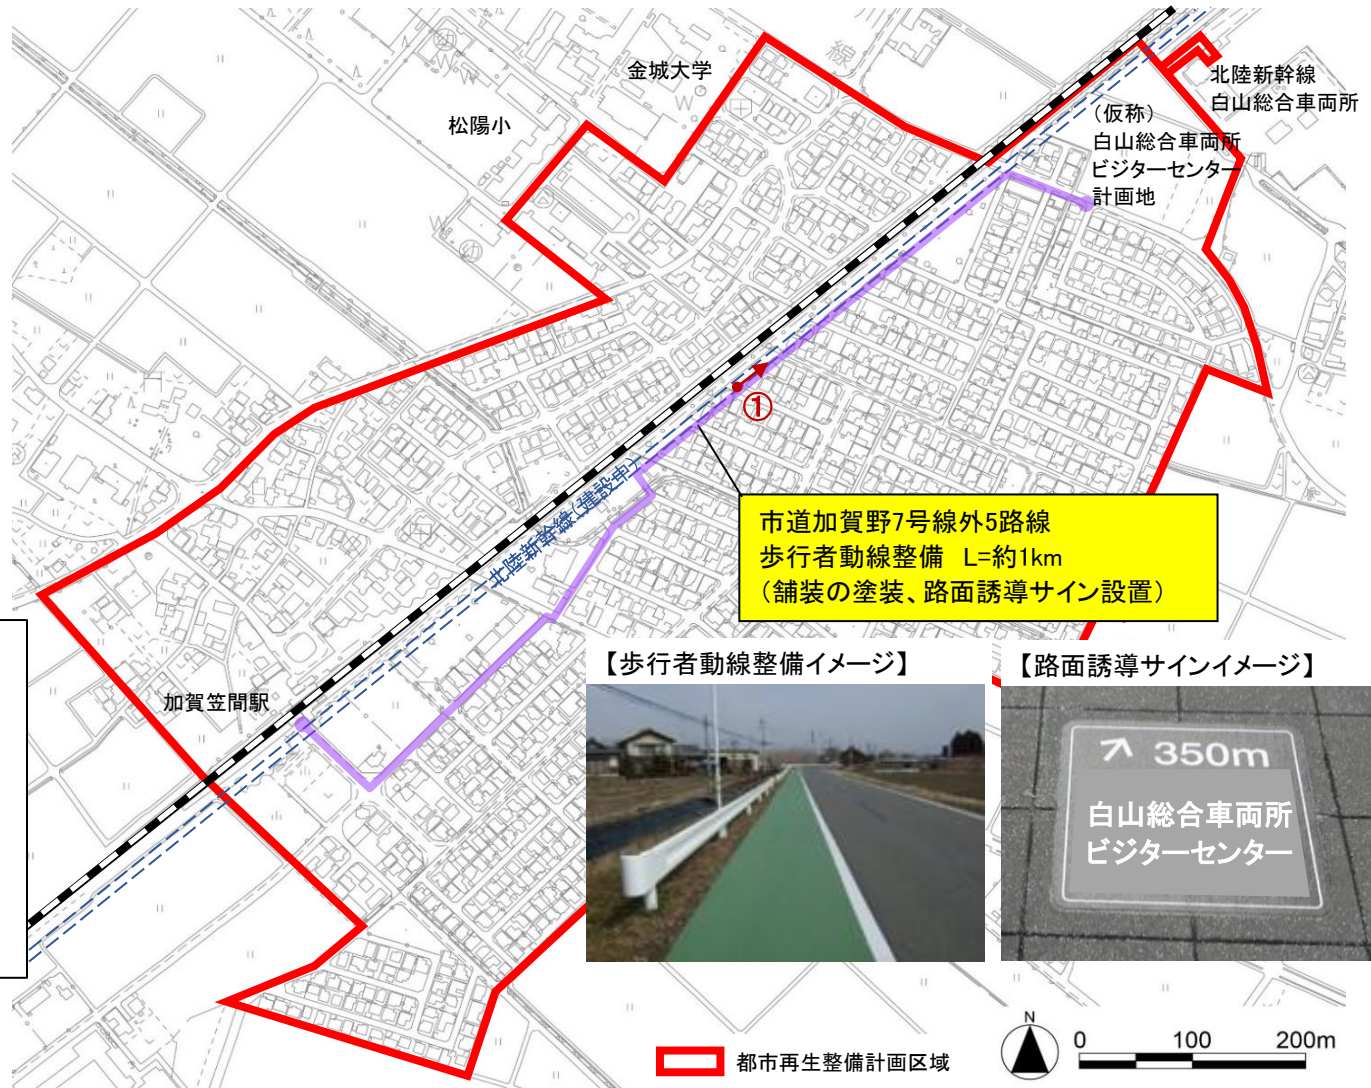 金城大学
松陽小
線
北陸新幹線
白山総合車両所
(仮称)
白山総合車両所
ビジターセンター
計画地
①
北陸新幹線(建設中)
市道加賀野7号線外5路線
歩行者動線整備 L=約1km
(舗装の塗装、路面誘導サイン設置)
加賀笠間駅
【歩行者動線整備イメージ】
【路面誘導サインイメージ】
350m
白山総合車両所
ビジターセンター
都市再生整備計画区域
N
0 100 200m